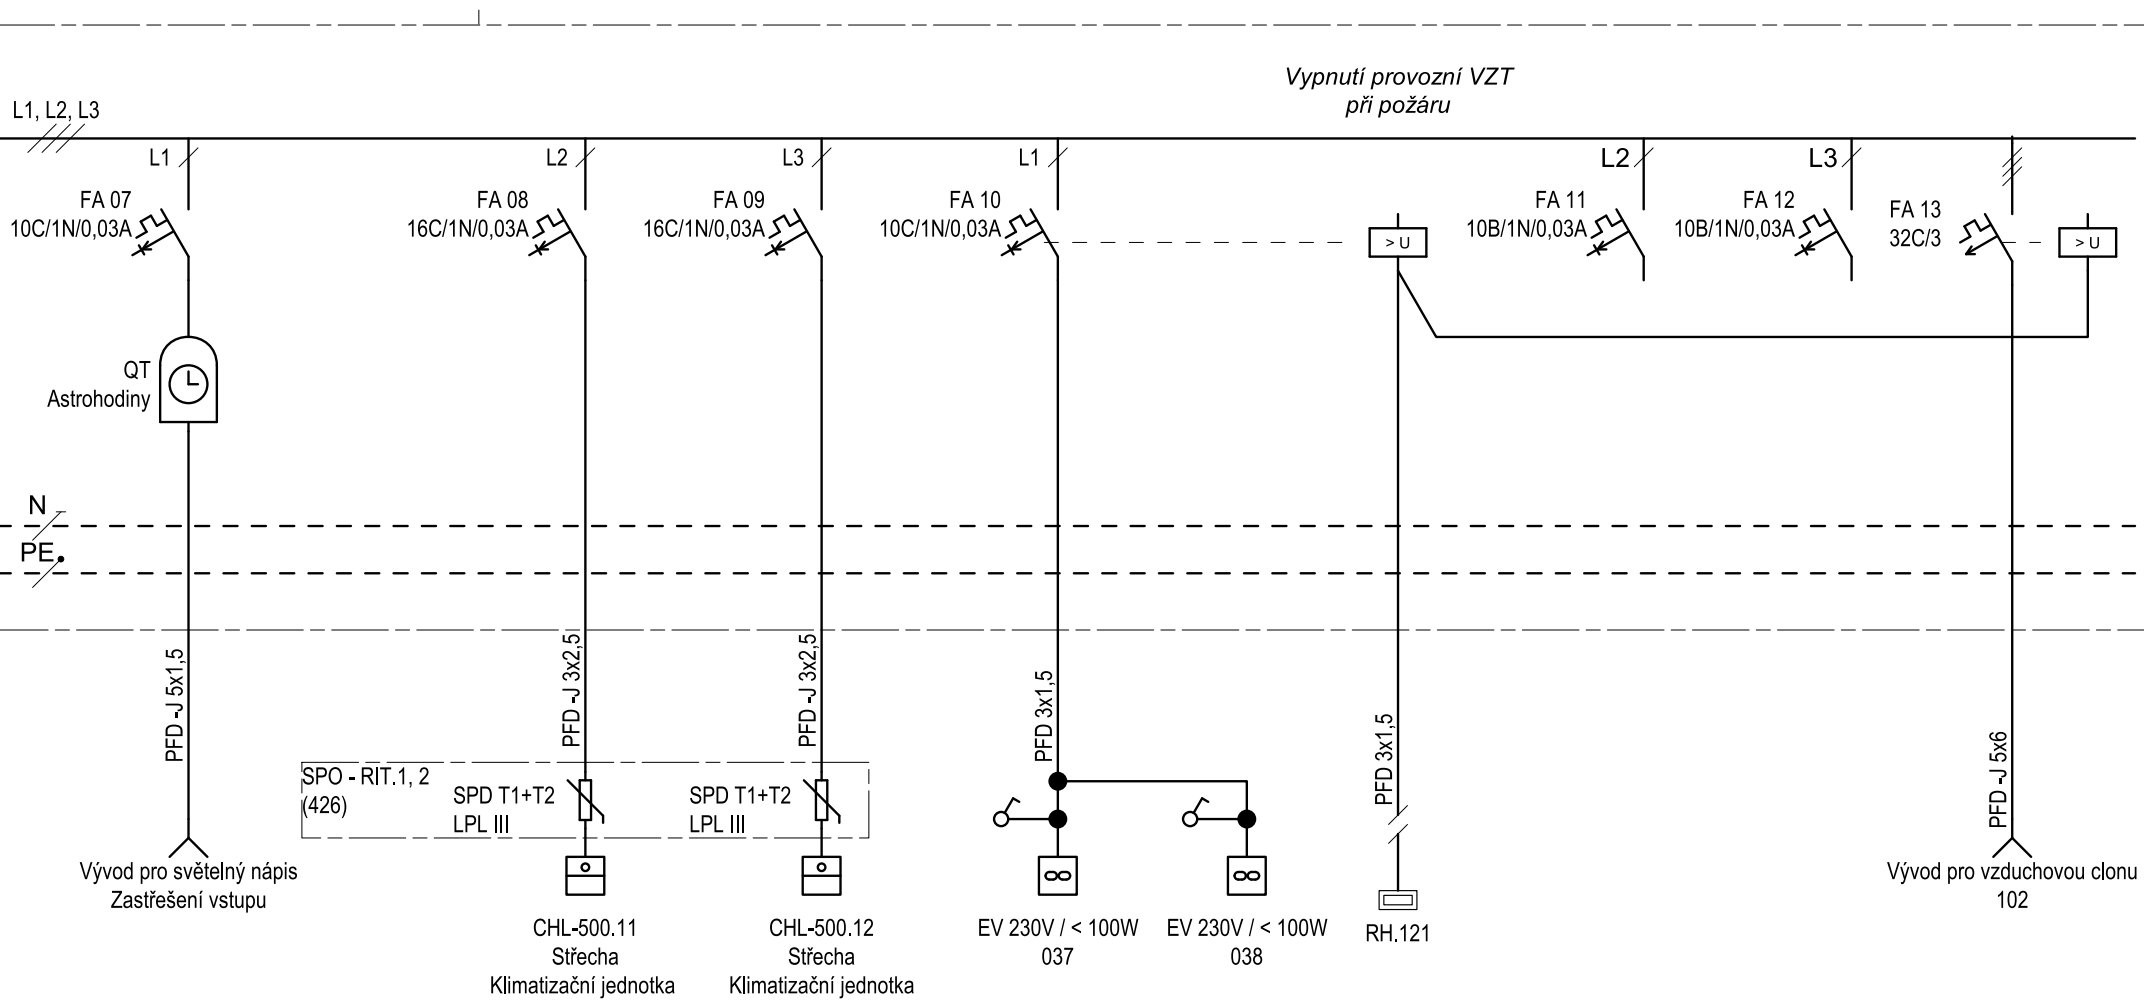 Vypnutí provozní VZT
při požáru
L1, L2, L3
L1
L2
L3
L1
L2
L3
FA 07
10C/1N/0,03A
FA 08
16C/1N/0,03A
FA 09
16C/1N/0,03A
FA 10
10C/1N/0,03A
> U
FA 11
10B/1N/0,03A
FA 12
10B/1N/0,03A
FA 13
32C/3
> U
QT
Astrohodiny
N
PE
PFD -J 5x1,5
PFD -J 3x2,5
PFD -J 3x2,5
PFD 3x1,5
PFD 3x1,5
PFD -J 5x6
SPO - RIT.1, 2
(426)
SPD T1+T2
LPL III
SPD T1+T2
LPL III
Vývod pro světelný nápis
Zastřešení vstupu
CHL-500.11
Střecha
Klimatizační jednotka
CHL-500.12
Střecha
Klimatizační jednotka
EV 230V / < 100W
037
EV 230V / < 100W
038
RH.121
Vývod pro vzduchovou clonu
102